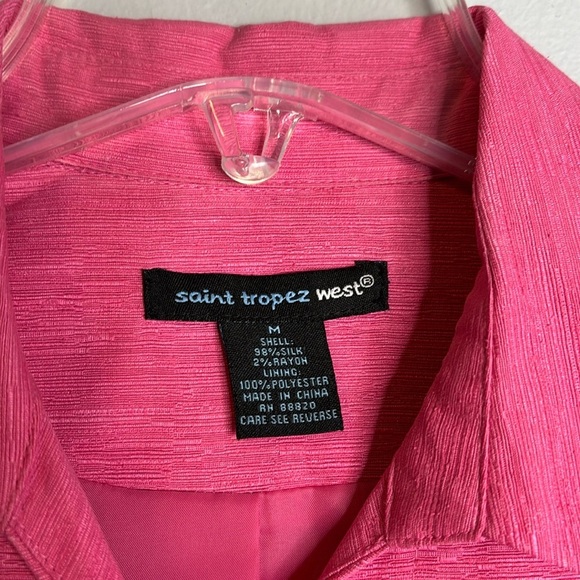 saint tropez west®
M
SHELL:
98%SILK
2%RAYON
LINING:
100%POLYESTER
MADE IN CHINA
RN 88820
CARE SEE REVERSE